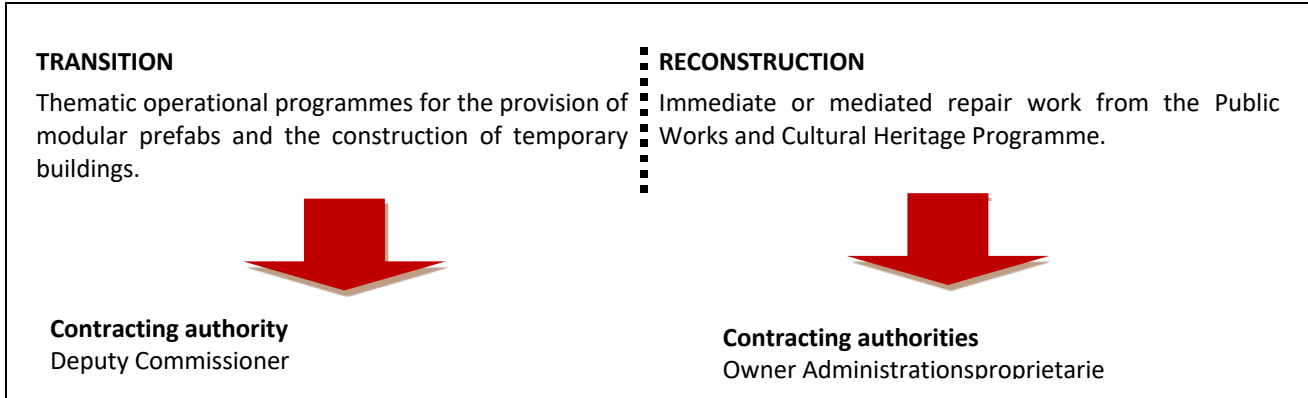 TRANSITION
Thematic operational programmes for the provision of
modular prefabs and the construction of temporary
buildings.
Contracting authority
Deputy Commissioner
RECONSTRUCTION
Immediate or mediated repair work from the Public
Works and Cultural Heritage Programme.
Contracting authorities
Owner Administrationsproprietarie